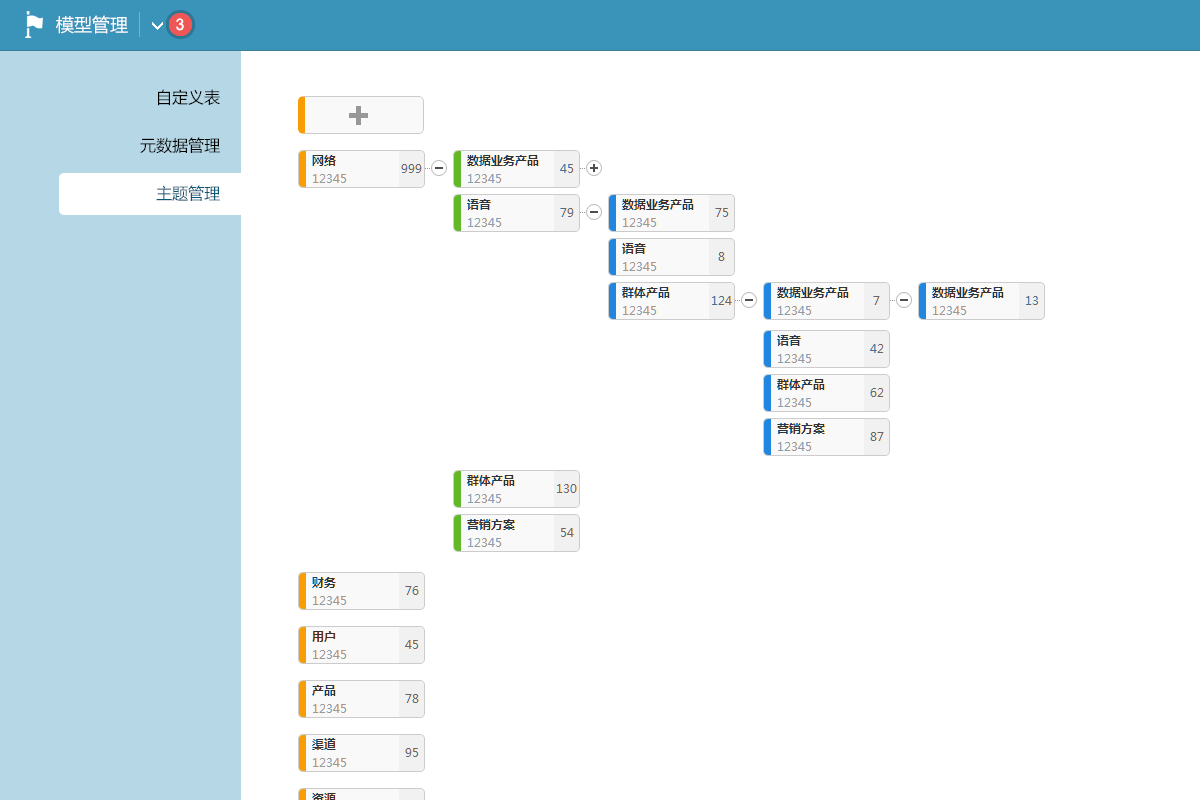 模型管理 3
自定义表
元数据管理
主题管理
网络 999
12345
数据业务产品 45
12345
语音 79
12345
数据业务产品 75
12345
语音 8
12345
群体产品 124
12345
数据业务产品 7
12345
数据业务产品 13
12345
语音 42
12345
群体产品 62
12345
营销方案 87
12345
群体产品 130
12345
营销方案 54
12345
财务 76
12345
用户 45
12345
产品 78
12345
渠道 95
12345
资源